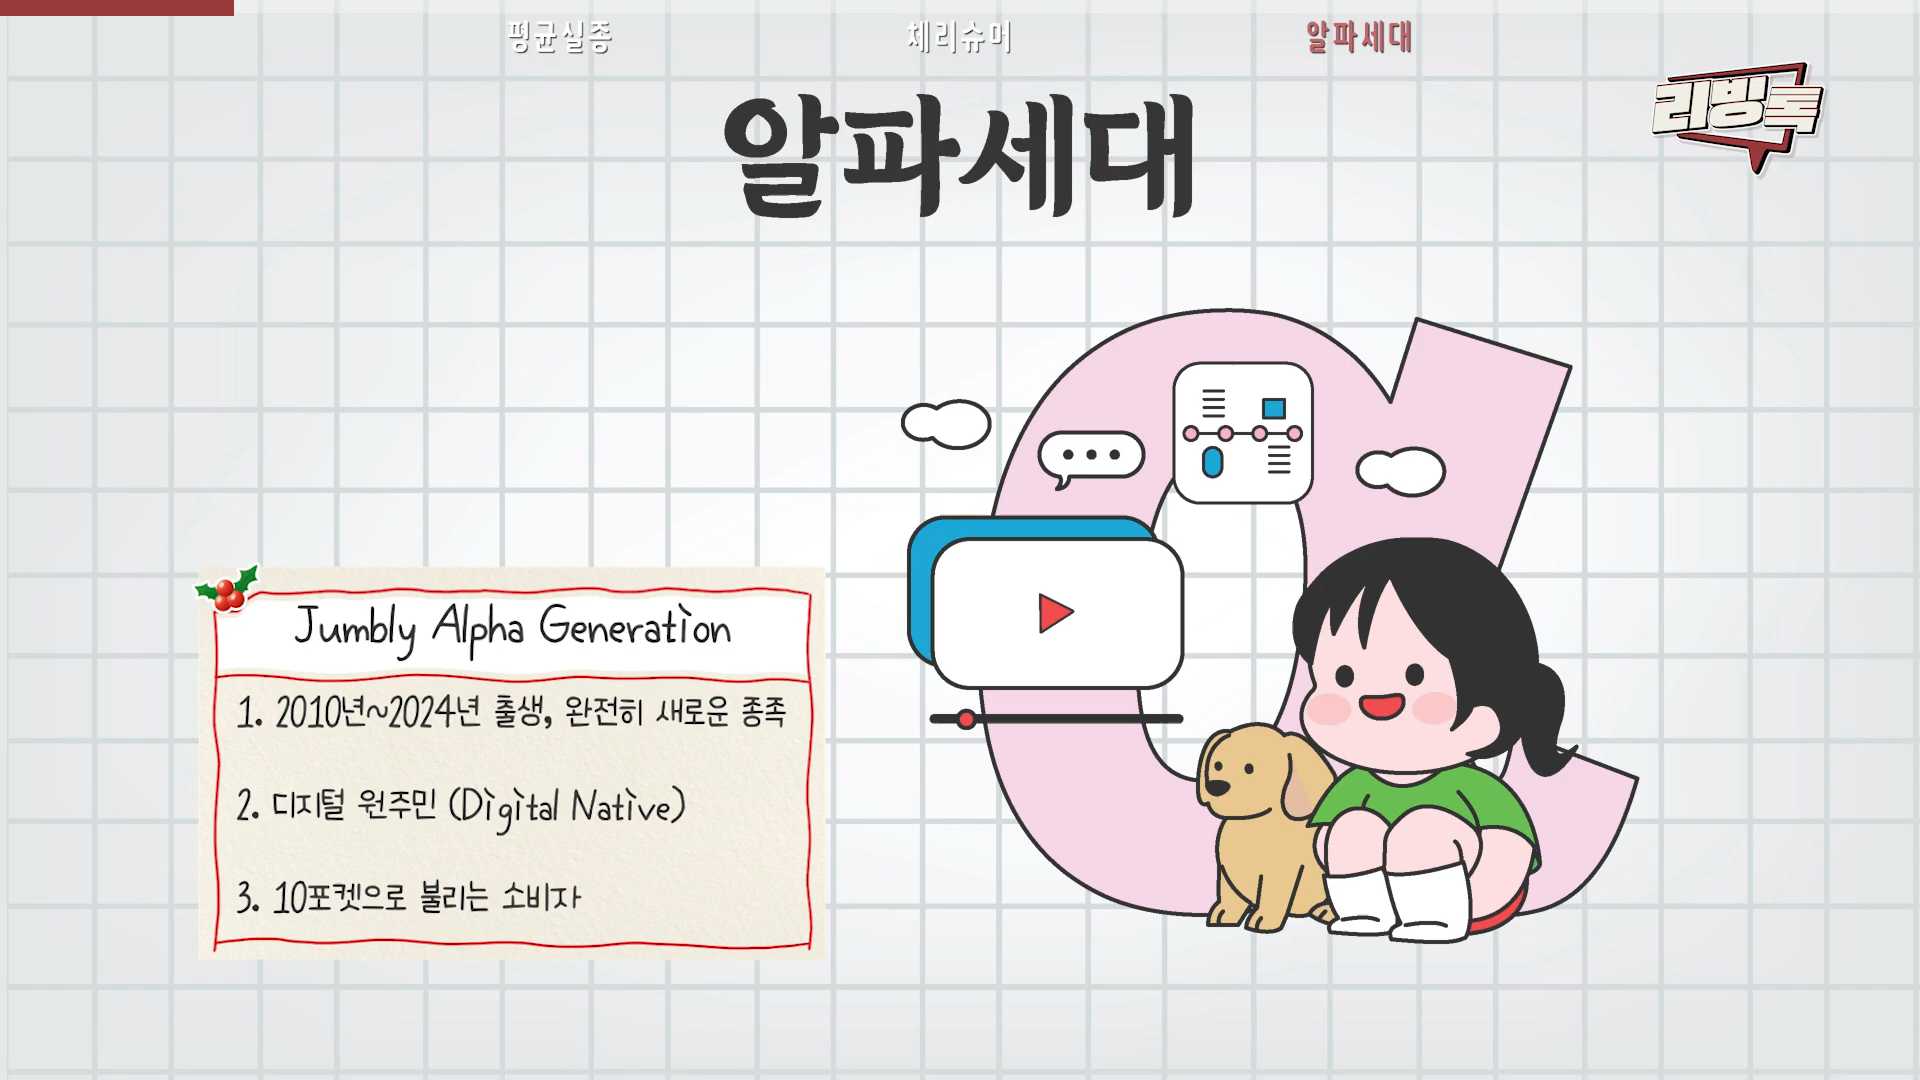 평균실종
체리슈머
알파세대
리빙톡
알파세대
Jumbly Alpha Generation
1. 2010년~2024년 출생, 완전히 새로운 종족
2. 디지털 원주민 (Digital Native)
3. 10포켓으로 불리는 소비자